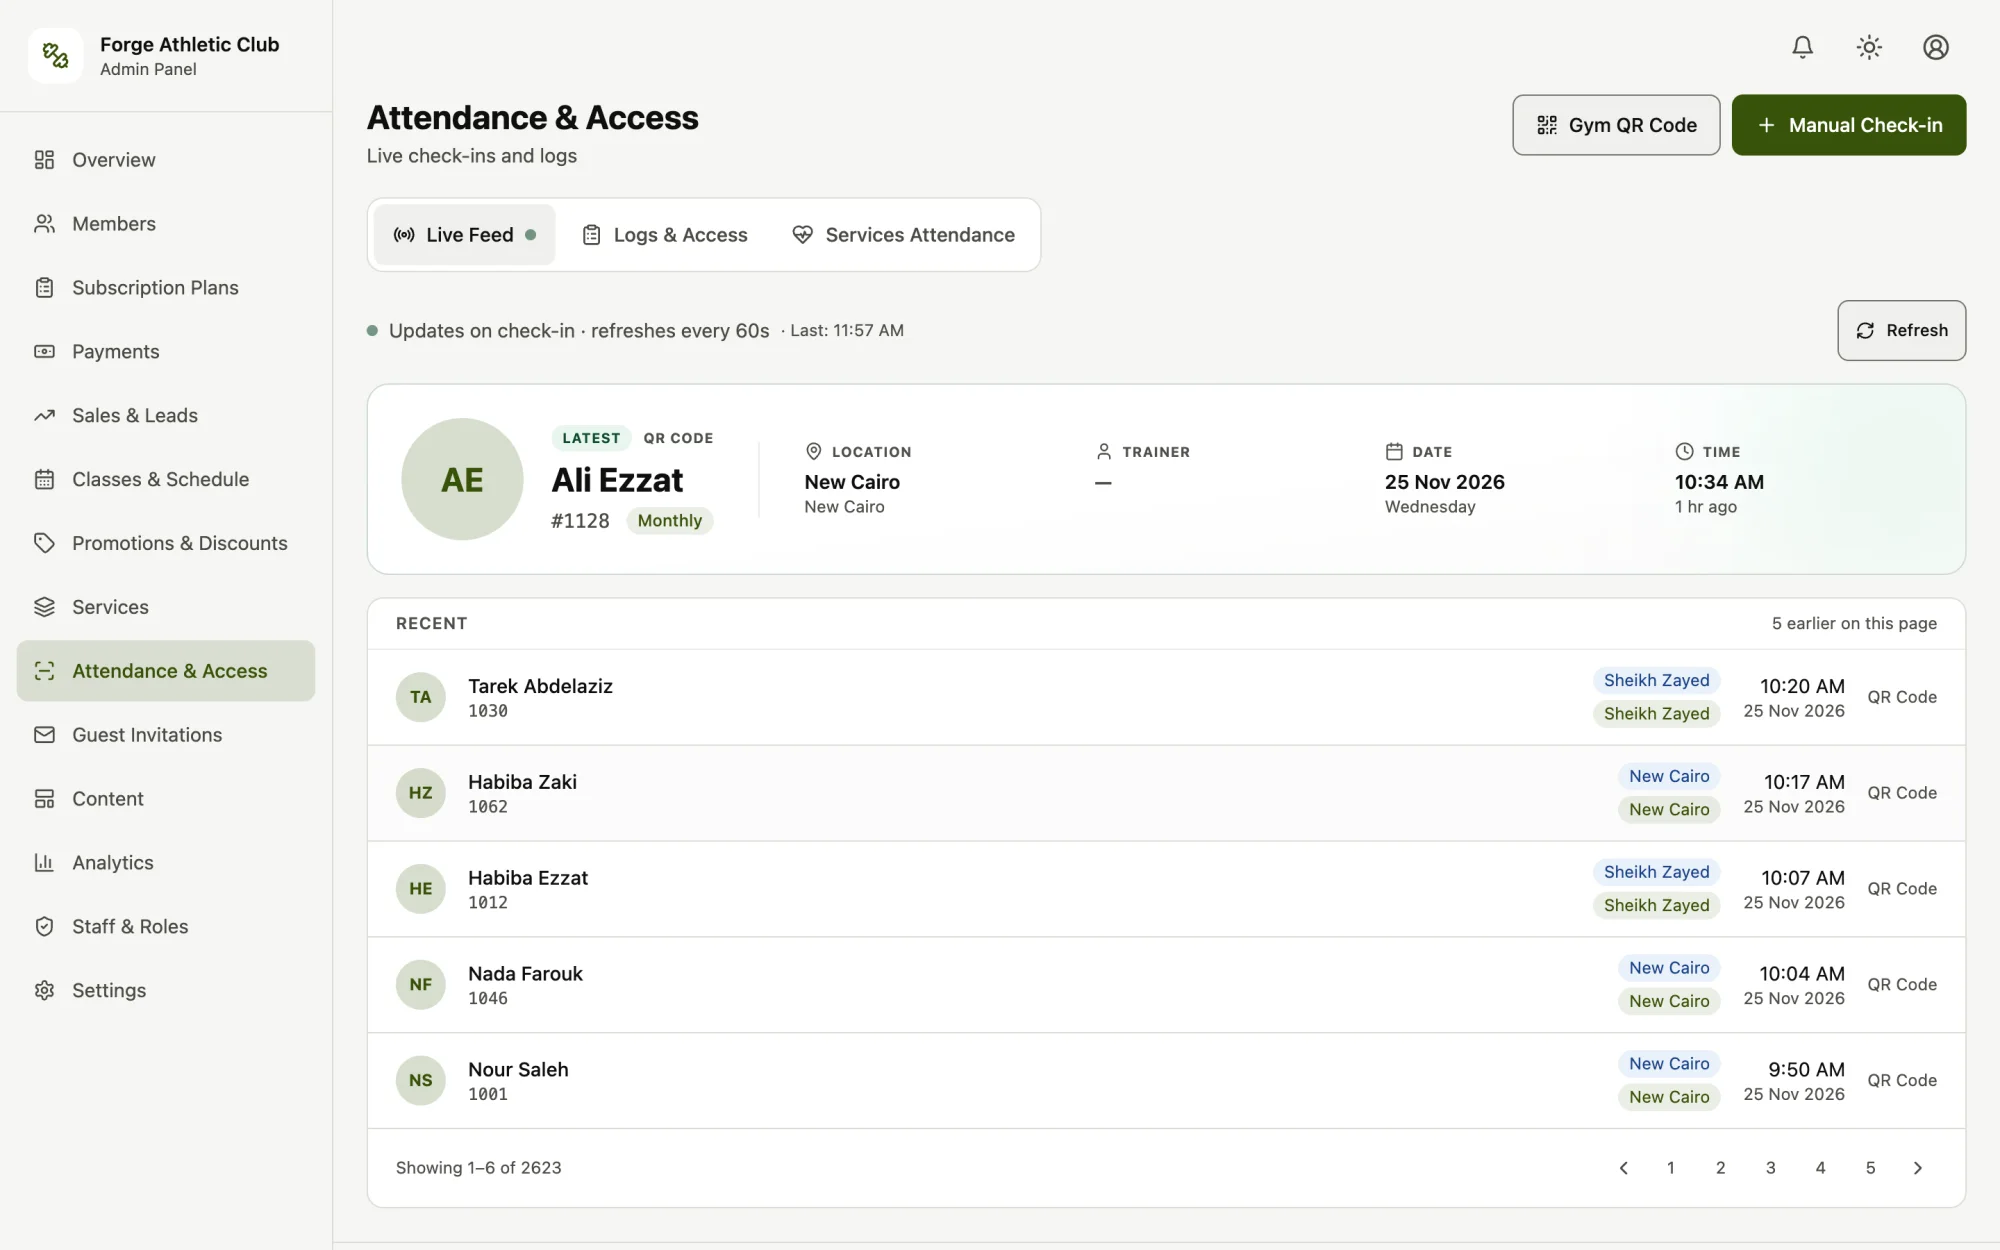 Forge Athletic Club
Admin Panel
Overview
Members
Subscription Plans
Payments
Sales & Leads
Classes & Schedule
Promotions & Discounts
Services
Attendance & Access
Guest Invitations
Content
Analytics
Staff & Roles
Settings
Attendance & Access
Live check-ins and logs
Gym QR Code
Manual Check-in
Live Feed
Logs & Access
Services Attendance
Updates on check-in · refreshes every 60s · Last: 11:57 AM
Refresh
AE
LATEST QR CODE
Ali Ezzat
#1128 Monthly
LOCATION
New Cairo
New Cairo
TRAINER
—
DATE
25 Nov 2026
Wednesday
TIME
10:34 AM
1 hr ago
RECENT
5 earlier on this page
TA
Tarek Abdelaziz
1030
Sheikh Zayed
Sheikh Zayed
10:20 AM
25 Nov 2026
QR Code
HZ
Habiba Zaki
1062
New Cairo
New Cairo
10:17 AM
25 Nov 2026
QR Code
HE
Habiba Ezzat
1012
Sheikh Zayed
Sheikh Zayed
10:07 AM
25 Nov 2026
QR Code
NF
Nada Farouk
1046
New Cairo
New Cairo
10:04 AM
25 Nov 2026
QR Code
NS
Nour Saleh
1001
New Cairo
New Cairo
9:50 AM
25 Nov 2026
QR Code
Showing 1–6 of 2623
1 2 3 4 5